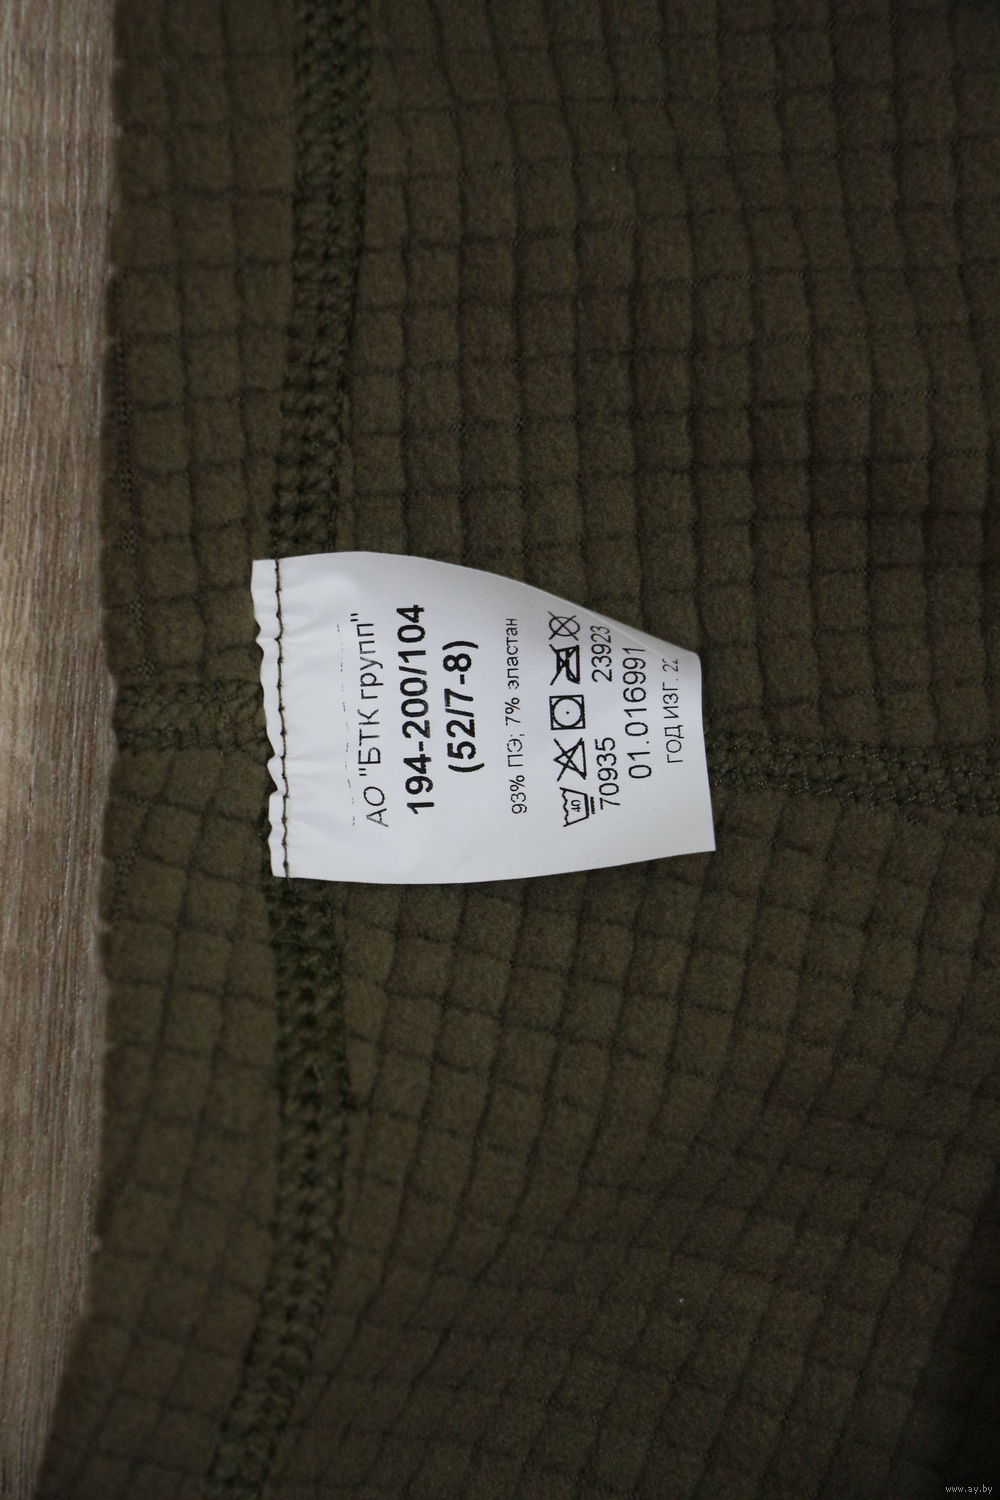 АО "БТК групп"
194-200/104
(52/7-8)
93% ПЭ; 7% эластан
40
70935 23923
01.016991
ГОД ИЗГ. 22
www.ay.by